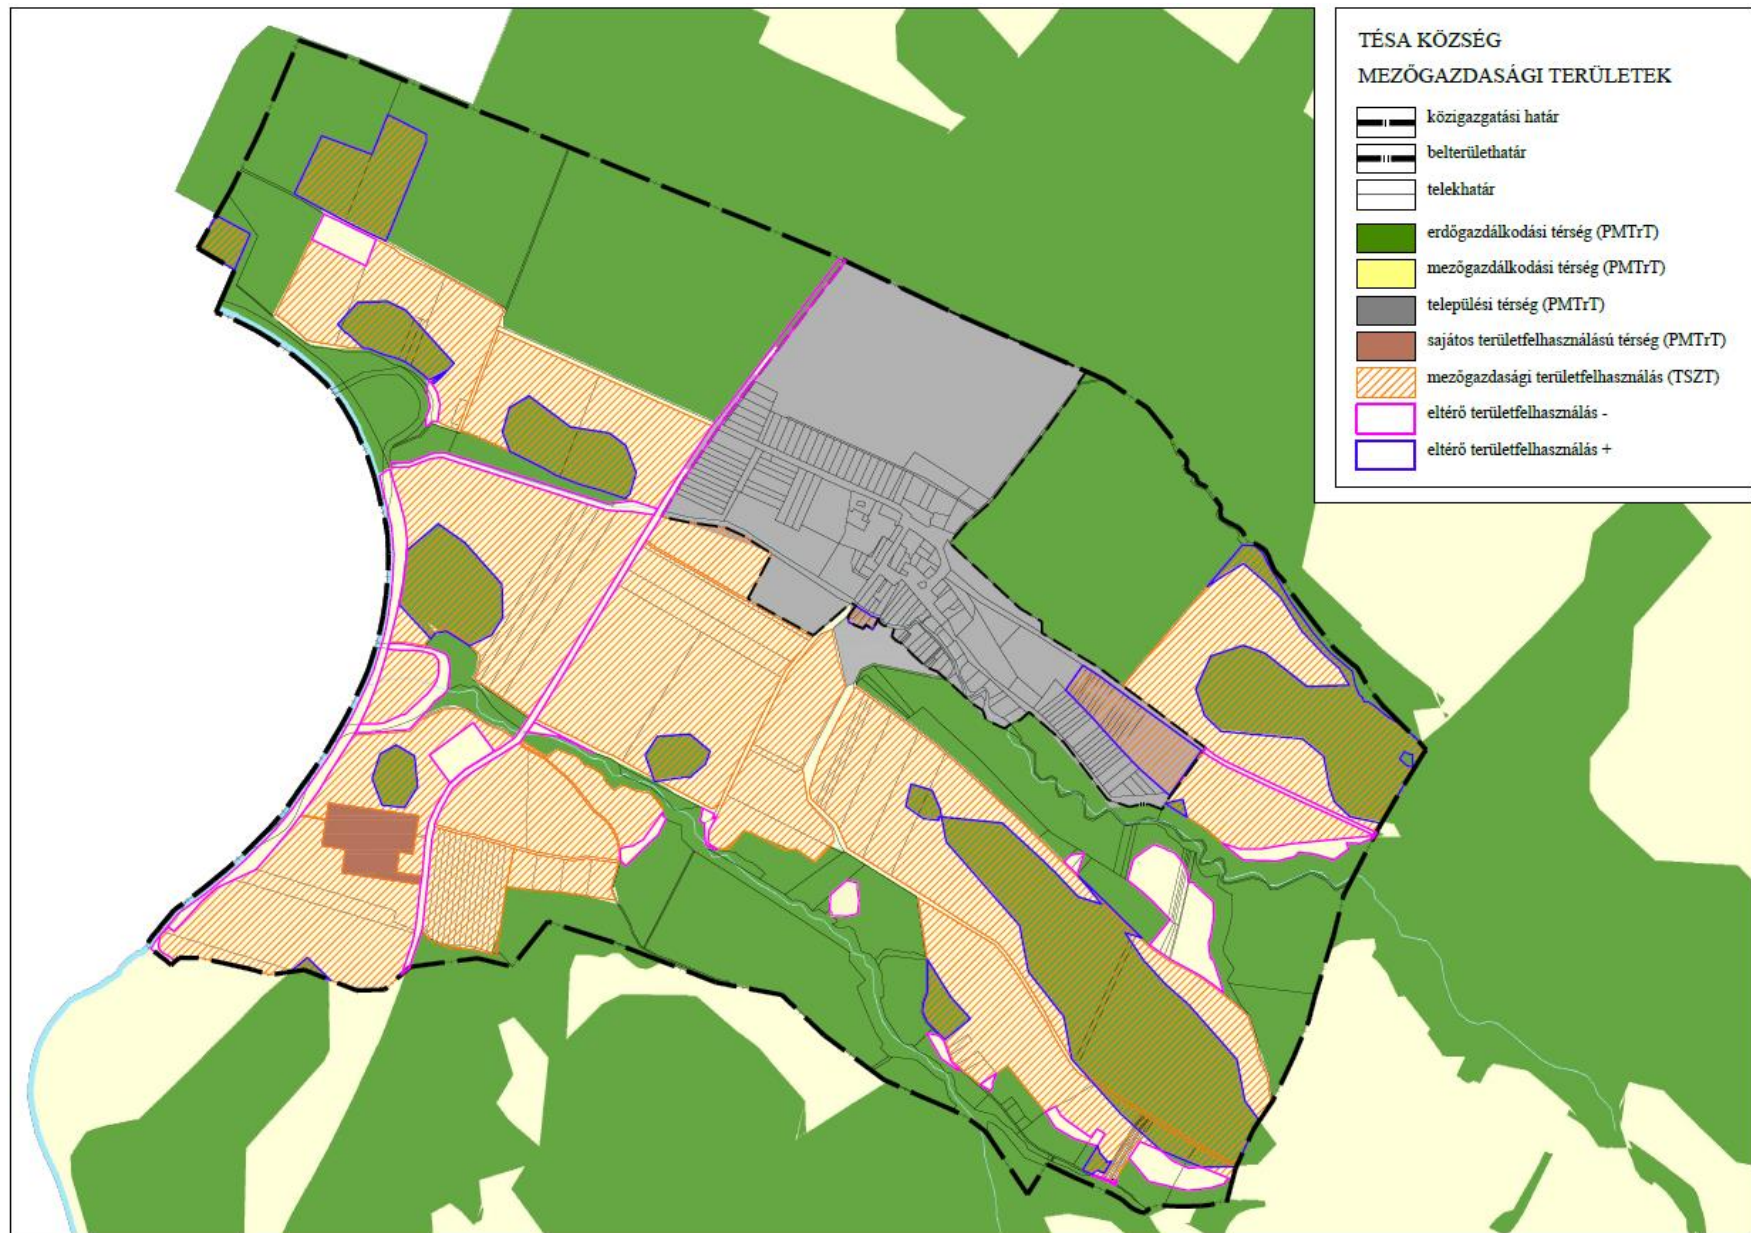 TÉSA KÖZSÉG
MEZŐGAZDASÁGI TERÜLETEK
közigazgatási határ
belterülethatár
telekhatár
erdőgazdálkodási térség (PMTrT)
mezőgazdálkodási térség (PMTrT)
települési térség (PMTrT)
sajátos területfelhasználású térség (PMTrT)
mezőgazdasági területfelhasználás (TSZT)
eltérő területfelhasználás -
eltérő területfelhasználás +